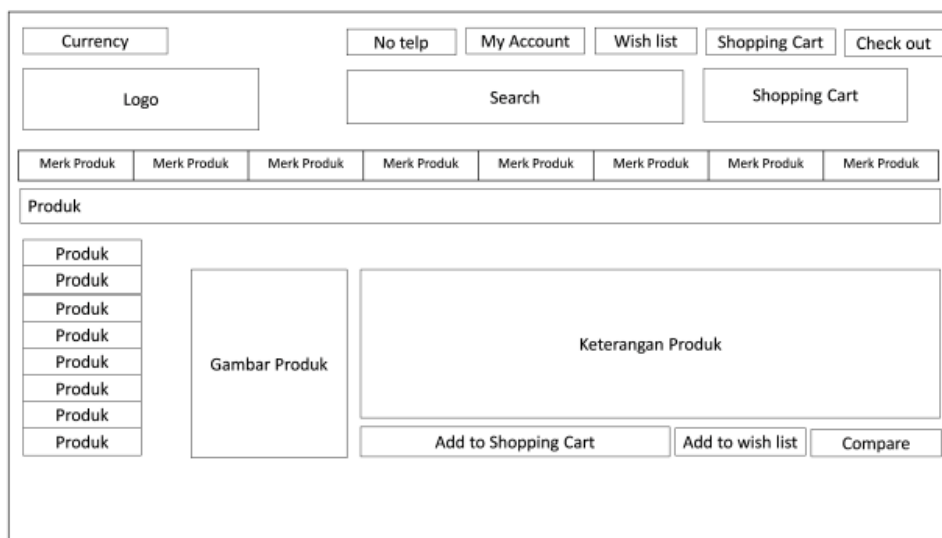 Currency
No telp
My Account
Wish list
Shopping Cart
Check out
Logo
Search
Shopping Cart
Merk Produk
Merk Produk
Merk Produk
Merk Produk
Merk Produk
Merk Produk
Merk Produk
Merk Produk
Produk
Produk
Produk
Produk
Produk
Produk
Produk
Produk
Produk
Gambar Produk
Keterangan Produk
Add to Shopping Cart
Add to wish list
Compare